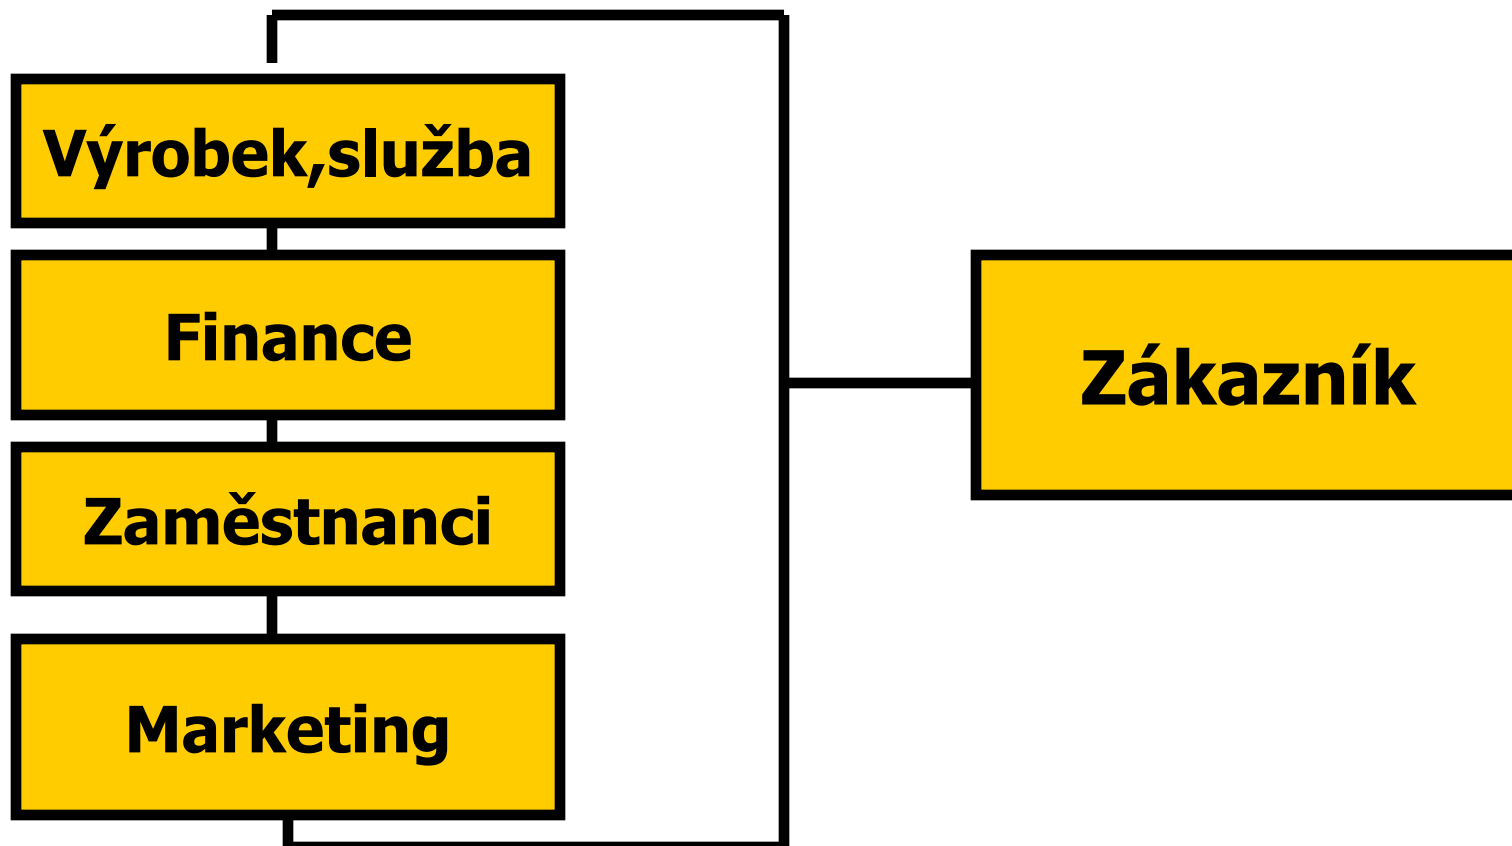 Výrobek,služba
Finance
Zaměstnanci
Marketing
Zákazník